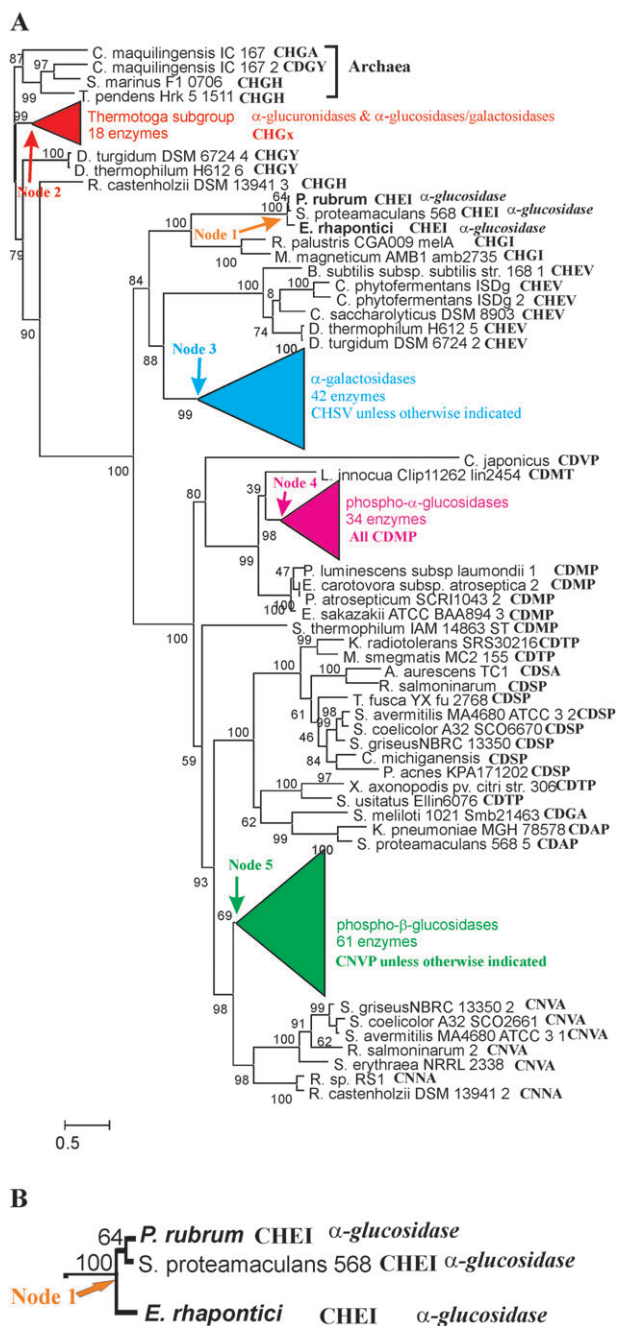 A
87
C. maquilingensis IC 167 CHGA
97
C. maquilingensis IC 167 2 CDGY
Archaea
S. marinus F1 0706 CHGH
99
T. pendens Hrk 5 1511 CHGH
99
Thermotoga subgroup α-glucuronidases & α-glucosidases/galactosidases
18 enzymes CHGx
100
D. turgidum DSM 6724 4 CHGY
D. thermophilum H612 6 CHGY
Node 2
R. castenholzii DSM 13941 3 CHGH
64
P. rubrum CHEI α-glucosidase
100
S. proteamaculans 568 CHEI α-glucosidase
100
E. rhapontici CHEI α-glucosidase
Node 1
R. palustris CGA009 melA CHGI
79
100
M. magneticum AMB1 amb2735 CHGI
84
B. subtilis subsp. subtilis str. 168 1 CHEV
100
100
C. phytofermentans ISDg CHEV
8
C. phytofermentans ISDg 2 CHEV
C. saccharolyticus DSM 8903 CHEV
90
74
D. thermophilum H612 5 CHEV
D. turgidum DSM 6724 2 CHEV
100
88
Node 3
α-galactosidases
42 enzymes
99
CHSV unless otherwise indicated
C. japonicus CDVP
100
L. innocua Clip11262 lin2454 CDMT
80
39
Node 4
phospho-α-glucosidases
34 enzymes
98
All CDMP
99
47
P. luminescens subsp laumondii 1 CDMP
E. carotovora subsp. atroseptica 2 CDMP
P. atrosepticum SCRI1043 2 CDMP
100
100
E. sakazakii ATCC BAA894 3 CDMP
S. thermophilum IAM 14863 ST CDMP
100
99
K. radiotolerans SRS30216 CDTP
M. smegmatis MC2 155 CDTP
100
100
A. aurescens TC1 CDSA
R. salmoninarum CDSP
T. fusca YX fu 2768 CDSP
61
98
S. avermitilis MA4680 ATCC 3 2 CDSP
99
S. coelicolor A32 SCO6670 CDSP
46
S. griseusNBRC 13350 CDSP
84
C. michiganensis CDSP
59
P. acnes KPA171202 CDSP
100
97
X. axonopodis pv. citri str. 306 CDTP
S. usitatus Ellin6076 CDTP
62
S. meliloti 1021 Smb21463 CDGA
99
K. pneumoniae MGH 78578 CDAP
100
S. proteamaculans 568 5 CDAP
93
Node 5
69
phospho-β-glucosidases
61 enzymes
CNVP unless otherwise indicated
98
99
S. griseusNBRC 13350 2 CNVA
91
S. coelicolor A32 SCO2661 CNVA
62
S. avermitilis MA4680 ATCC 3 1 CNVA
100
R. salmoninarum 2 CNVA
S. erythraea NRRL 2338 CNVA
98
R. sp. RS1 CNNA
100
R. castenholzii DSM 13941 2 CNNA
0.5
B
64
P. rubrum CHEI α-glucosidase
100
S. proteamaculans 568 CHEI α-glucosidase
Node 1
E. rhapontici CHEI α-glucosidase